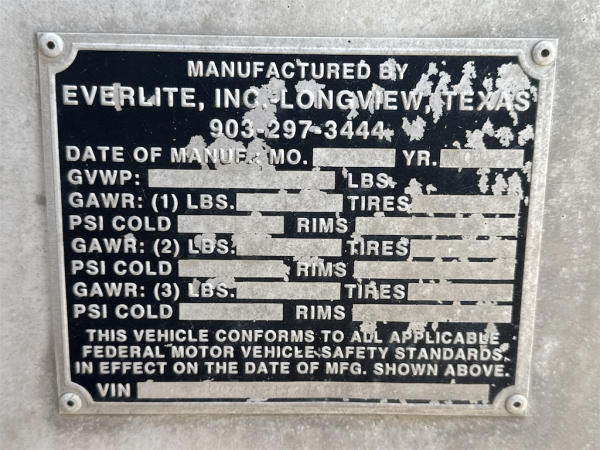 MANUFACTURED BY
EVERLITE, INC.-LONGVIEW, TEXAS
903-297-3444
DATE OF MANUF.: MO. YR.
GVWP: LBS.
GAWR: (1) LBS. TIRES
PSI COLD RIMS
GAWR: (2) LBS. TIRES
PSI COLD RIMS
GAWR: (3) LBS. TIRES
PSI COLD RIMS
THIS VEHICLE CONFORMS TO ALL APPLICABLE
FEDERAL MOTOR VEHICLE SAFETY STANDARDS,
IN EFFECT ON THE DATE OF MFG. SHOWN ABOVE.
VIN